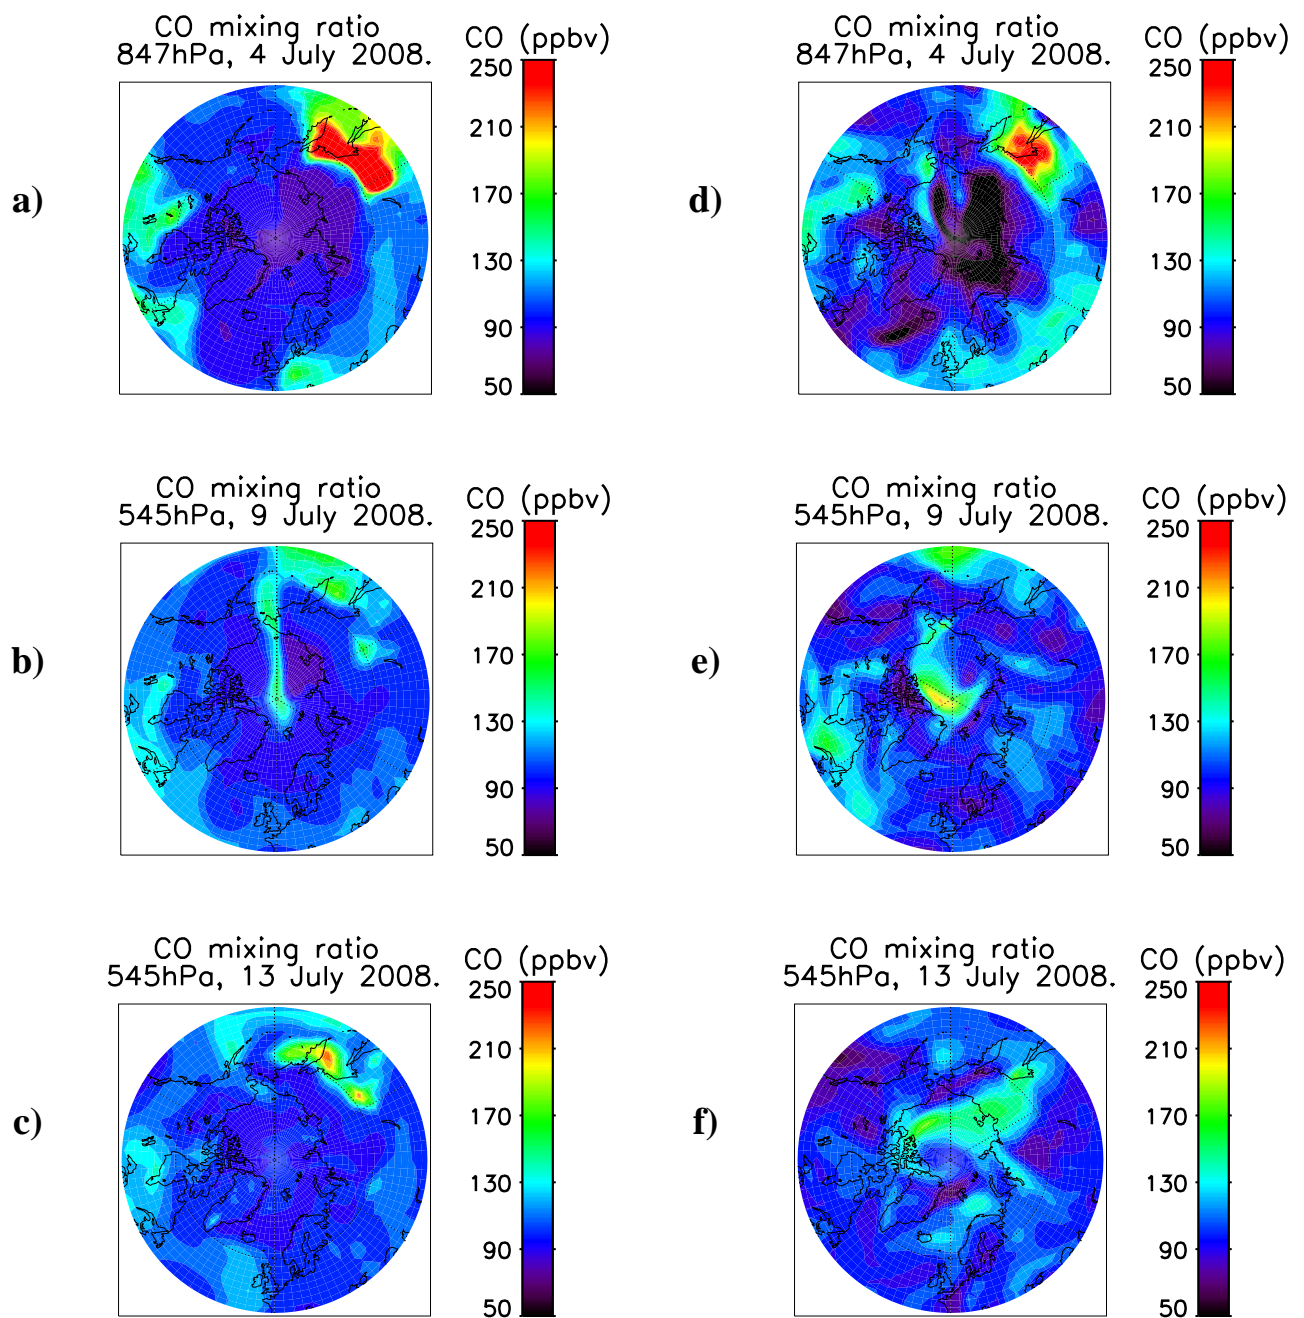 CO mixing ratio
847hPa, 4 July 2008.
CO (ppbv)
250
210
170
130
90
50
a)
CO mixing ratio
847hPa, 4 July 2008.
CO (ppbv)
250
210
170
130
90
50
d)
CO mixing ratio
545hPa, 9 July 2008.
CO (ppbv)
250
210
170
130
90
50
b)
CO mixing ratio
545hPa, 9 July 2008.
CO (ppbv)
250
210
170
130
90
50
e)
CO mixing ratio
545hPa, 13 July 2008.
CO (ppbv)
250
210
170
130
90
50
c)
CO mixing ratio
545hPa, 13 July 2008.
CO (ppbv)
250
210
170
130
90
50
f)